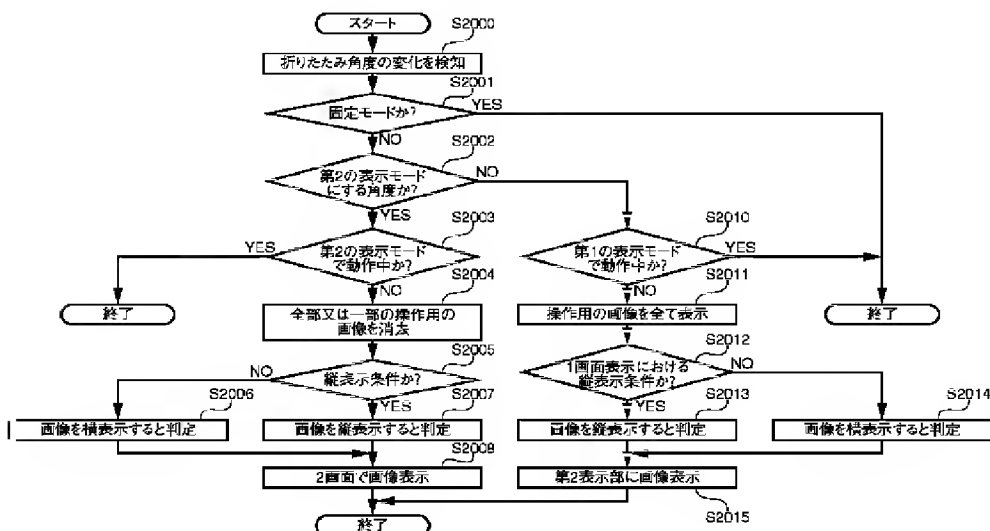 スタート
S2000
折りたたみ角度の変化を検知
S2001
固定モードか?
YES
NO
S2002
第2の表示モード
にする角度か?
NO
YES
S2003
S2010
YES
第2の表示モード
で動作中か?
第1の表示モード
で動作中か?
YES
S2004
S2011
NO
NO
終了
全部又は一部の操作用の
画像を消去
操作用の画像を全て表示
終了
S2005
S2012
NO
縦表示条件か?
1画面表示における
縦表示条件か?
NO
S2006
YES
S2007
YES
S2013
S2014
画像を横表示すると判定
画像を縦表示すると判定
画像を縦表示すると判定
画像を横表示すると判定
S2008
2画面で画像表示
第2表示部に画像表示
S2015
終了